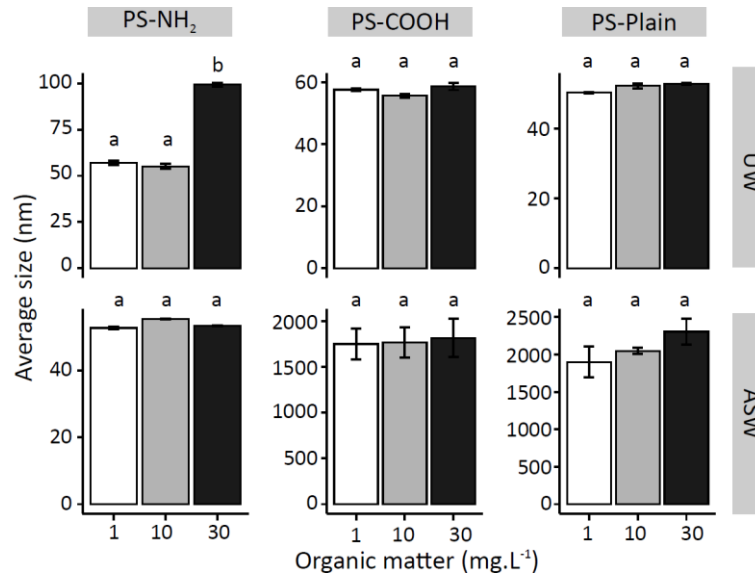 PS-NH₂ PS-COOH PS-Plain
b
a a
a a a
a a a
100
75
50
25
0
60
40
20
0
40
20
0
UW
Average size (nm)
a a a
a a a
a a a
40
20
0
2000
1500
1000
500
0
2500
2000
1500
1000
500
0
ASW
1 10 30
1 10 30
1 10 30
Organic matter (mg.L⁻¹)